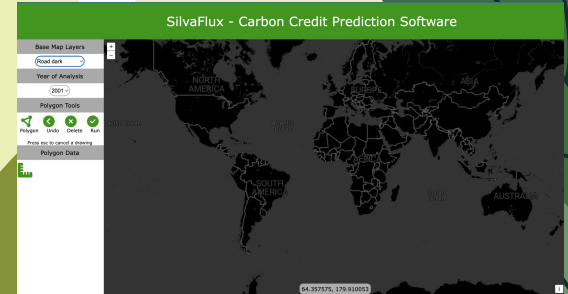 SilvaFlux - Carbon Credit Prediction Software
Base Map Layers
Road dark
Year of Analysis
2001
Polygon Tools
Polygon Undo Delete Run
Press esc to cancel a drawing
Polygon Data
+
−
NORTH
AMERICA
EUROPE
ASIA
SOUTH
AMERICA
AUSTRALIA
64.357575, 179.910053
i